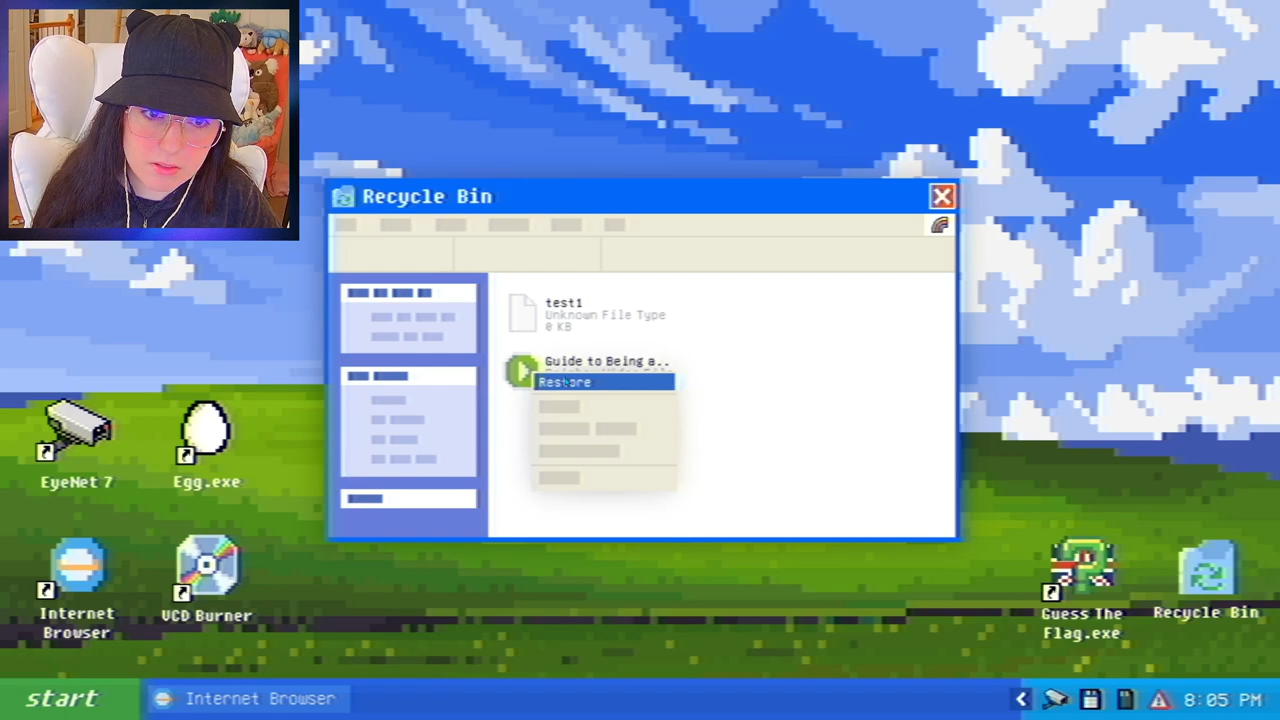 Recycle Bin
test1
Unknown File Type
0 KB
Guide to Being a..
Restore
EyeNet 7
Egg.exe
Internet
Browser
VCD Burner
Guess The
Flag.exe
Recycle Bin
start
Internet Browser
8:05 PM